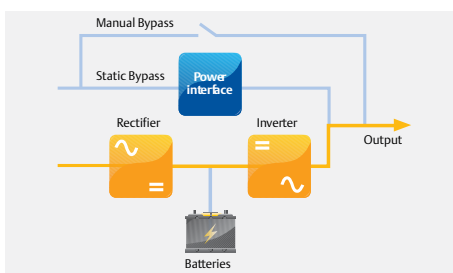 Manual Bypass
Static Bypass
Power
interface
Rectifier
Inverter
Output
Batteries